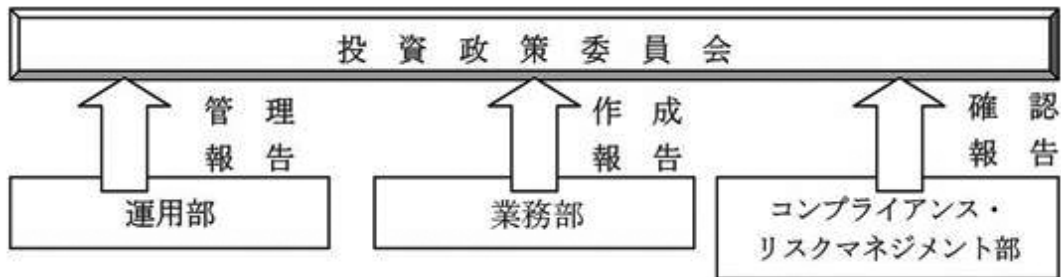 投資政策委員会
管理
報告
作成
報告
確認
報告
運用部
業務部
コンプライアンス・
リスクマネジメント部